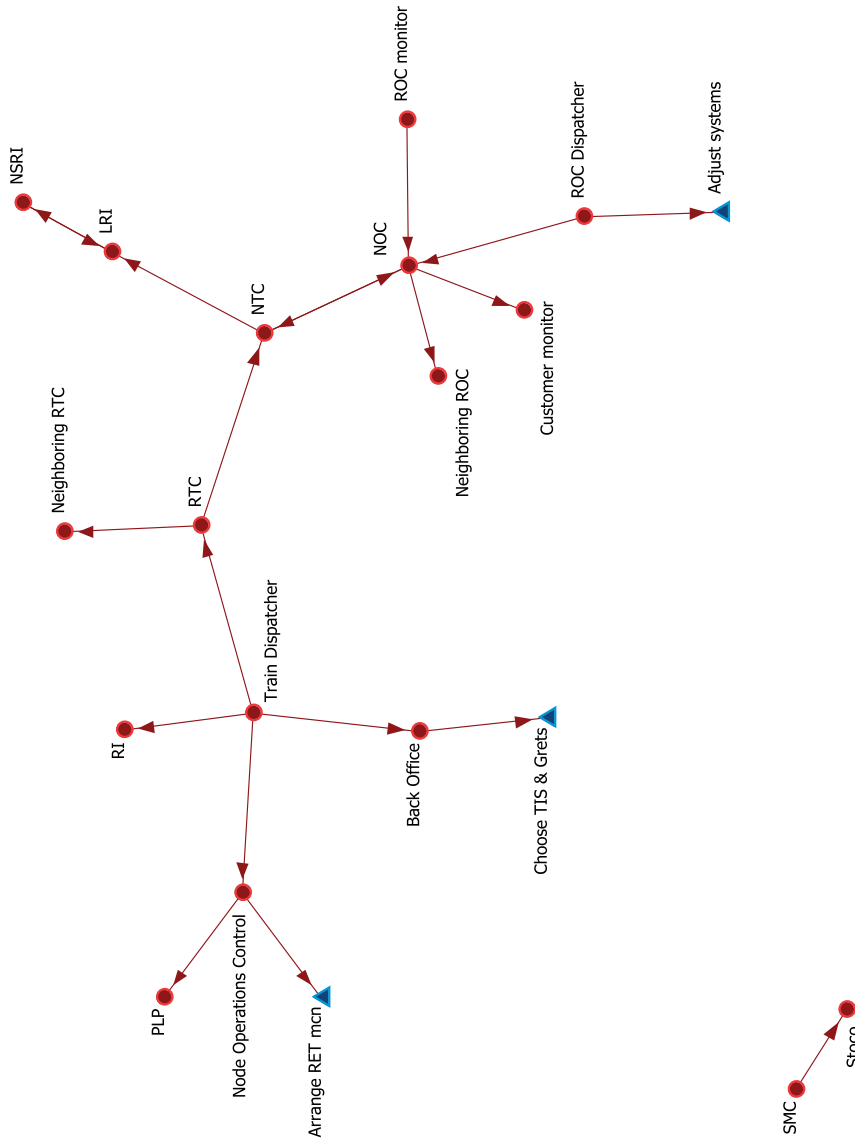 NSRI
LRI
ROC monitor
ROC Dispatcher
Adjust systems
NOC
NTC
Customer monitor
Neighboring ROC
Neighboring RTC
RTC
Train Dispatcher
RI
Back Office
Choose TIS & Grets
Node Operations Control
PLP
Arrange RET mcn
SMC